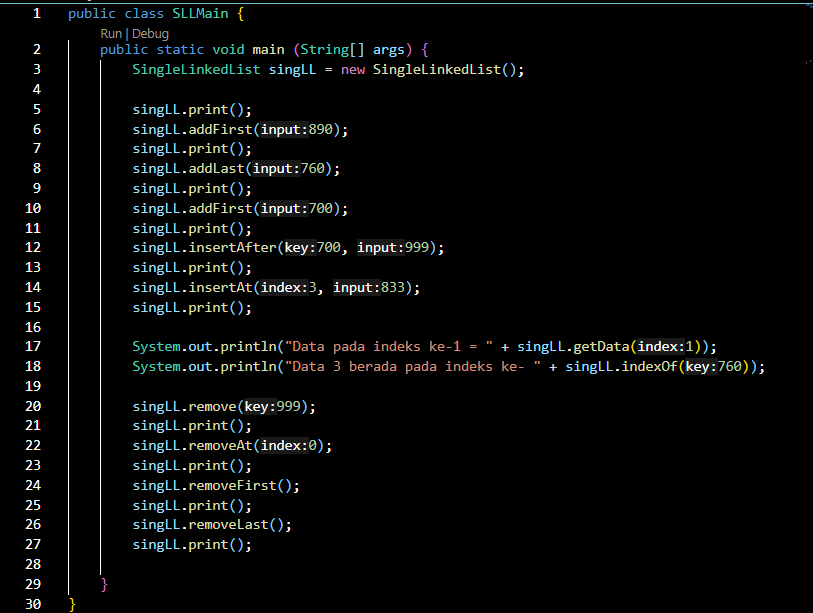 1 public class SLLMain {
Run | Debug
2 public static void main (String[] args) {
3 SingleLinkedList singLL = new SingleLinkedList();
4
5 singLL.print();
6 singLL.addFirst(input:890);
7 singLL.print();
8 singLL.addLast(input:760);
9 singLL.print();
10 singLL.addFirst(input:700);
11 singLL.print();
12 singLL.insertAfter(key:700, input:999);
13 singLL.print();
14 singLL.insertAt(index:3, input:833);
15 singLL.print();
16
17 System.out.println("Data pada indeks ke-1 = " + singLL.getData(index:1));
18 System.out.println("Data 3 berada pada indeks ke- " + singLL.indexOf(key:760));
19
20 singLL.remove(key:999);
21 singLL.print();
22 singLL.removeAt(index:0);
23 singLL.print();
24 singLL.removeFirst();
25 singLL.print();
26 singLL.removeLast();
27 singLL.print();
28
29 }
30 }